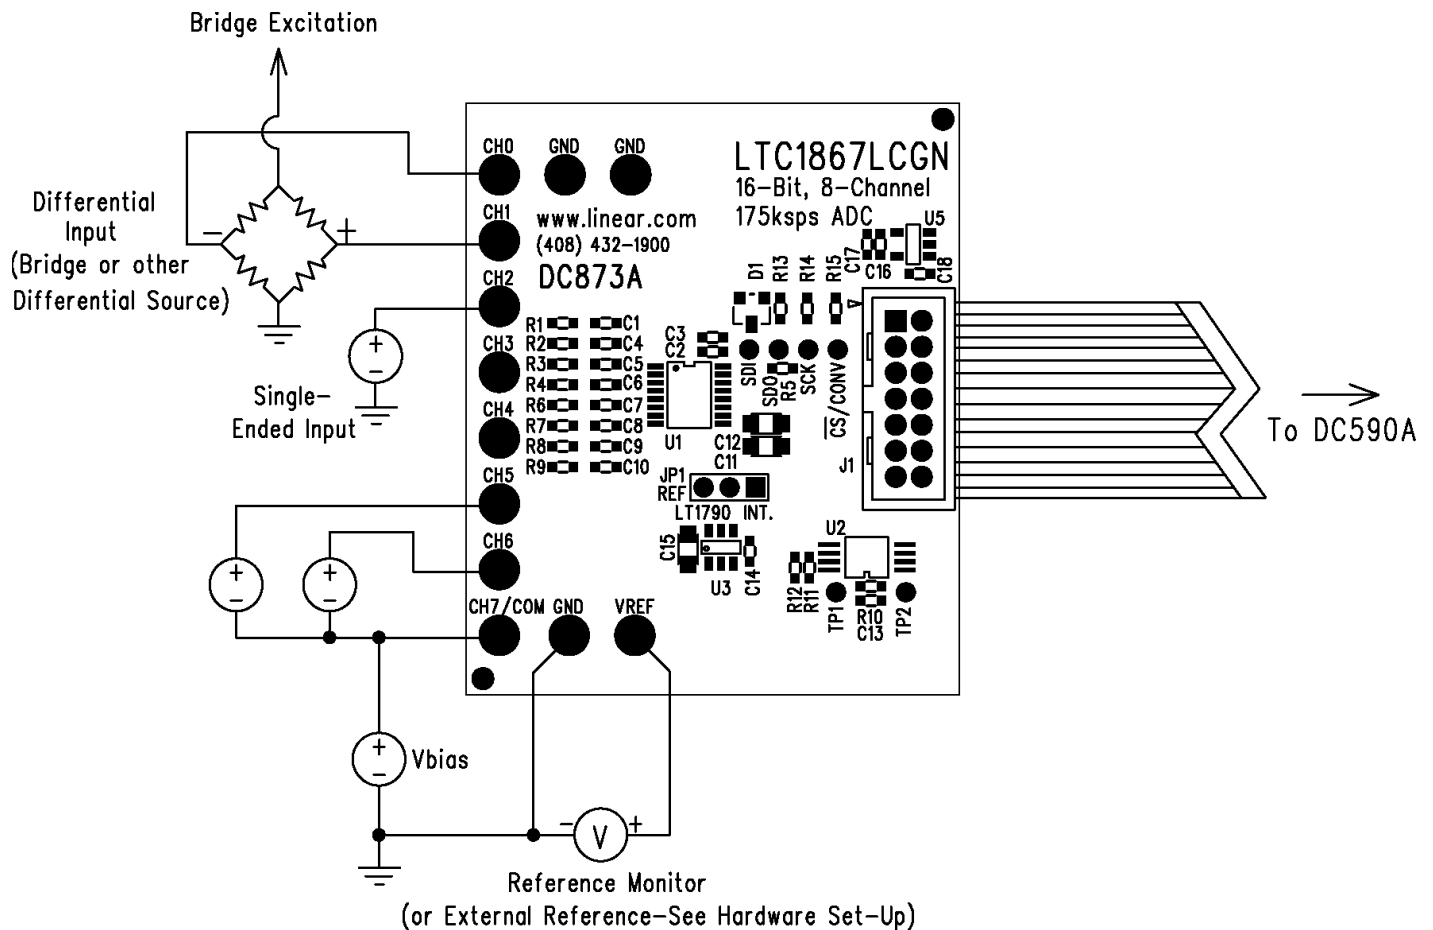 Bridge Excitation
Differential
Input
(Bridge or other
Differential Source)
-
+
+
-
Single-
Ended Input
+
-
+
-
+
-
Vbias
CH0
GND
GND
CH1
CH2
CH3
CH4
CH5
CH6
CH7/COM
GND
VREF
www.linear.com
(408) 432-1900
DC873A
LTC1867LCGN
16-Bit, 8-Channel
175ksps ADC
U5
C17
C16
C18
D1
R13
R14
R15
R1
R2
R3
R4
R6
R7
R8
R9
C1
C4
C5
C6
C7
C8
C9
C10
C3
C2
U1
SDI
SDO
R5
SCK
CS/CONV
C12
C11
J1
JP1
REF
LT1790
INT.
C15
U3
C14
U2
R12
R11
TP1
R10
C13
TP2
To DC590A
-
V
+
Reference Monitor
(or External Reference-See Hardware Set-Up)